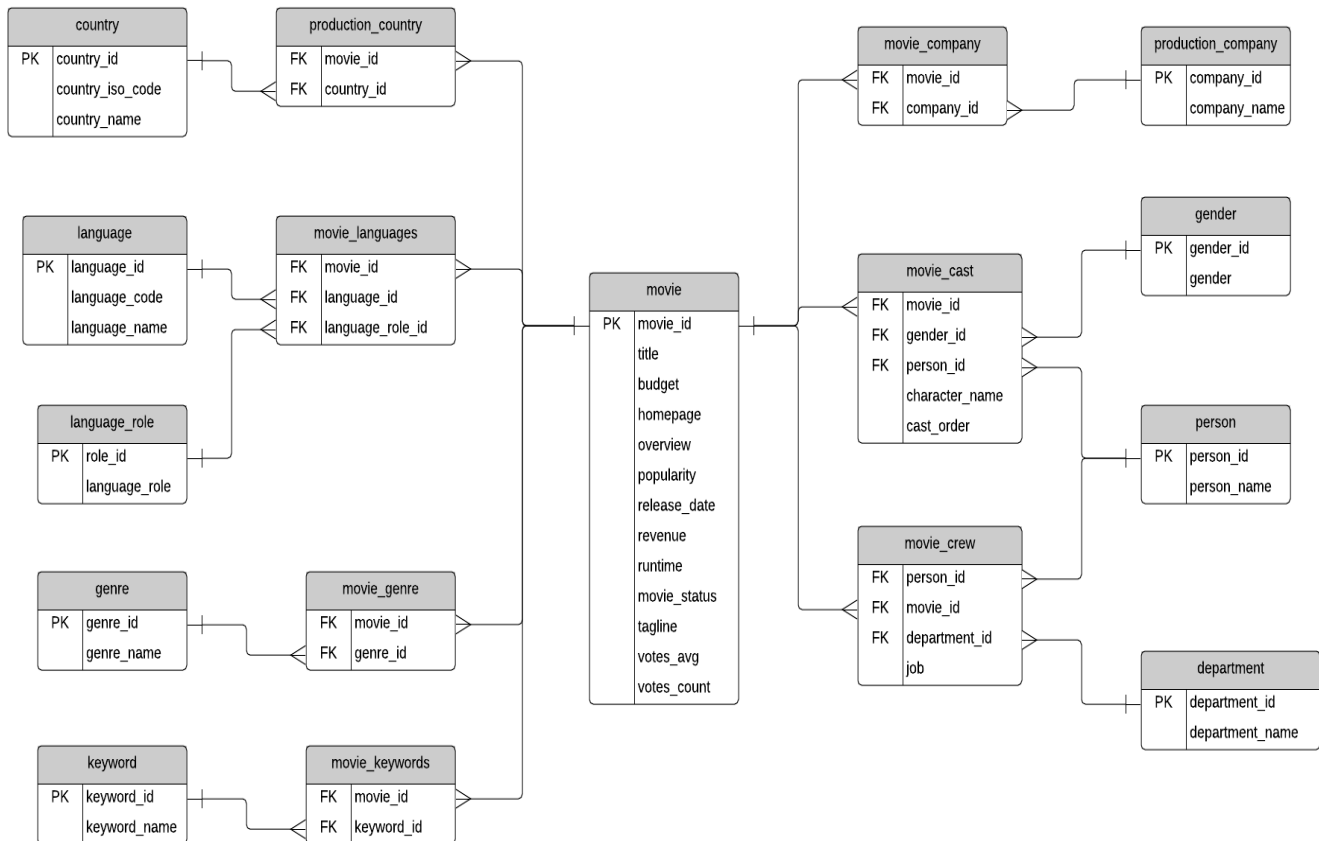 country
PK country_id
country_iso_code
country_name
production_country
FK movie_id
FK country_id
language
PK language_id
language_code
language_name
movie_languages
FK movie_id
FK language_id
FK language_role_id
language_role
PK role_id
language_role
genre
PK genre_id
genre_name
movie_genre
FK movie_id
FK genre_id
keyword
PK keyword_id
keyword_name
movie_keywords
FK movie_id
FK keyword_id
movie
PK movie_id
title
budget
homepage
overview
popularity
release_date
revenue
runtime
movie_status
tagline
votes_avg
votes_count
movie_company
FK movie_id
FK company_id
production_company
PK company_id
company_name
gender
PK gender_id
gender
movie_cast
FK movie_id
FK gender_id
FK person_id
character_name
cast_order
person
PK person_id
person_name
movie_crew
FK person_id
FK movie_id
FK department_id
job
department
PK department_id
department_name